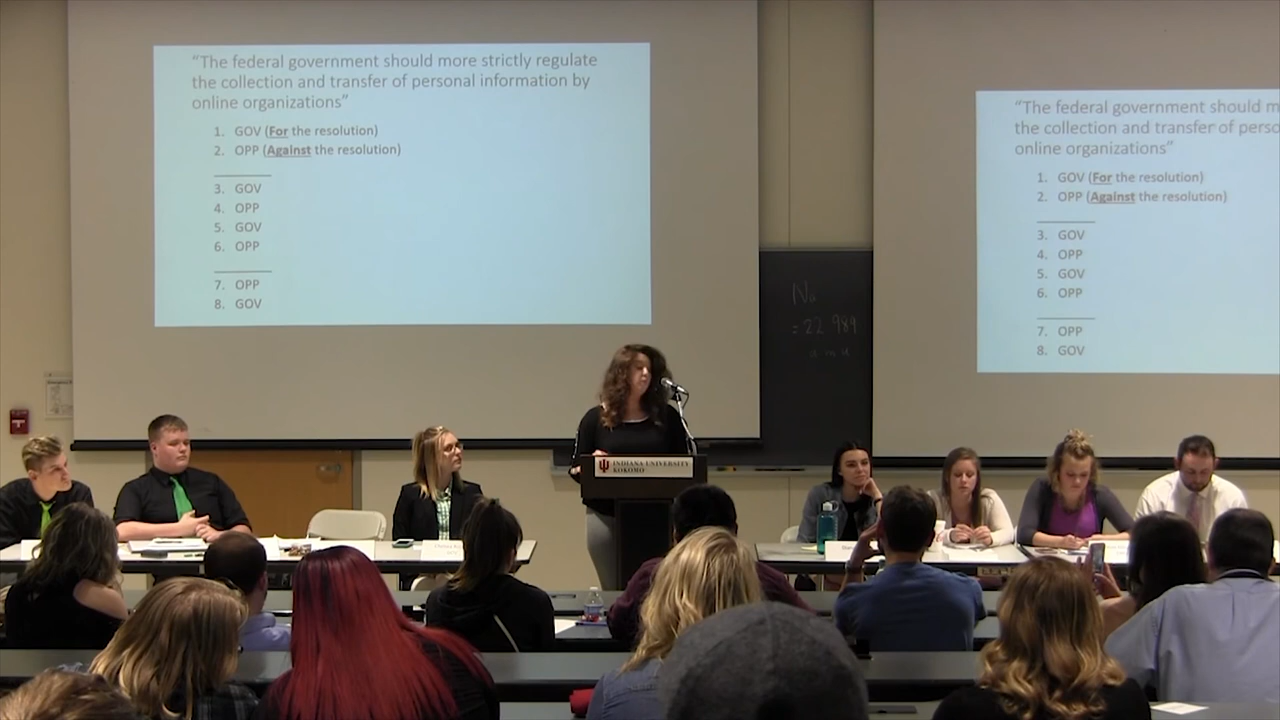 “The federal government should more strictly regulate
the collection and transfer of personal information by
online organizations”
1. GOV (For the resolution)
2. OPP (Against the resolution)
3. GOV
4. OPP
5. GOV
6. OPP
7. OPP
8. GOV
“The federal government should m
the collection and transfer of perso
online organizations”
1. GOV (For the resolution)
2. OPP (Against the resolution)
3. GOV
4. OPP
5. GOV
6. OPP
7. OPP
8. GOV
Na
= 22.989
a m u
INDIANA UNIVERSITY
KOKOMO